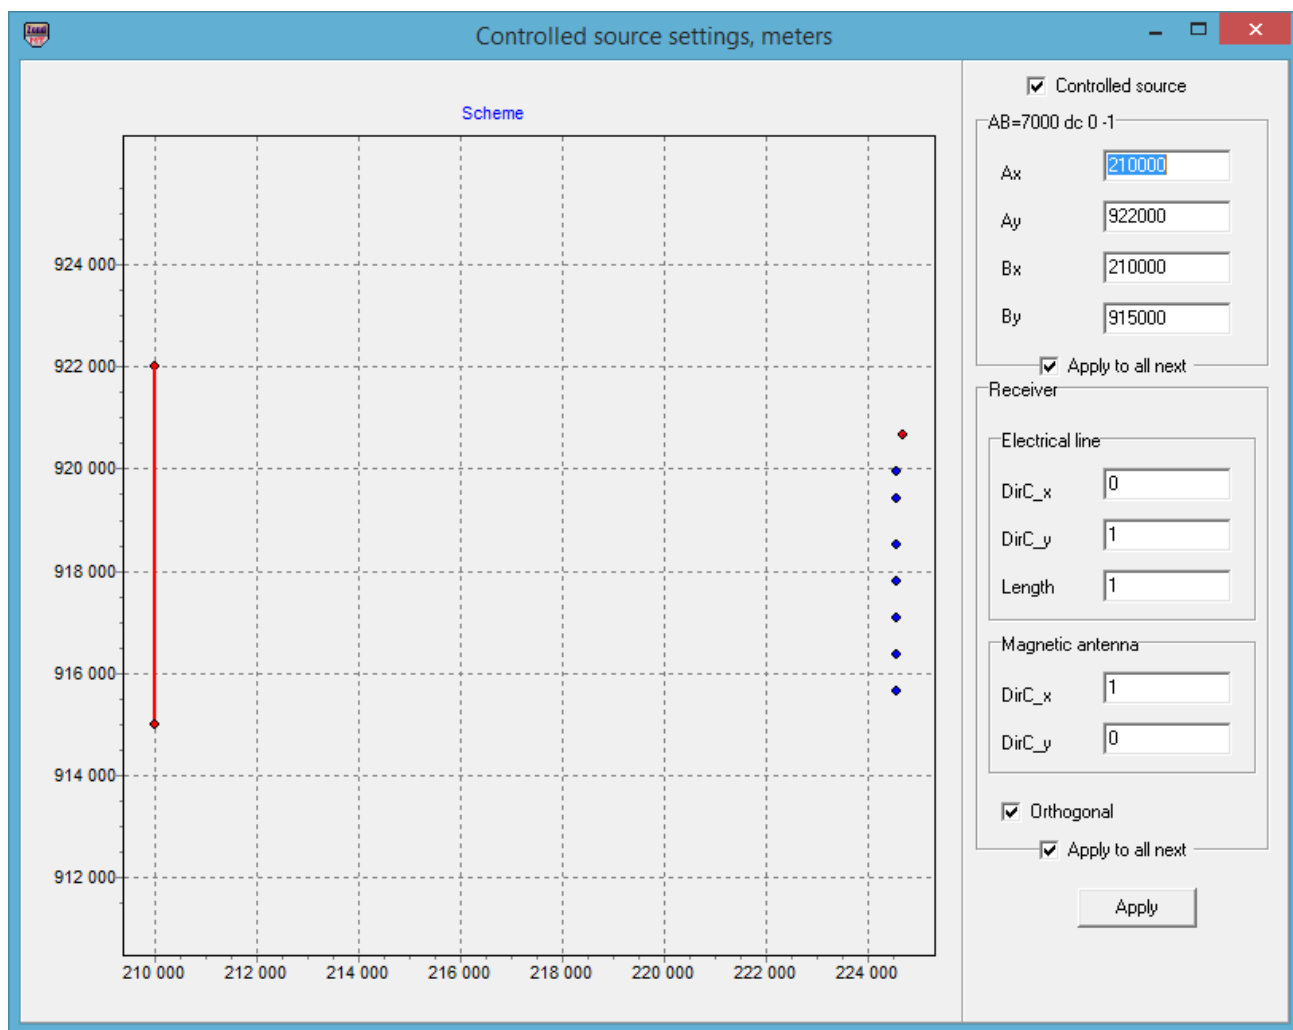 Controlled source settings, meters
Scheme
924 000
922 000
920 000
918 000
916 000
914 000
912 000
210 000 212 000 214 000 216 000 218 000 220 000 222 000 224 000
Controlled source
AB=7000 dc 0 -1
Ax 210000
Ay 922000
Bx 210000
By 915000
Apply to all next
Receiver
Electrical line
DirC_x 0
DirC_y 1
Length 1
Magnetic antenna
DirC_x 1
DirC_y 0
Orthogonal
Apply to all next
Apply